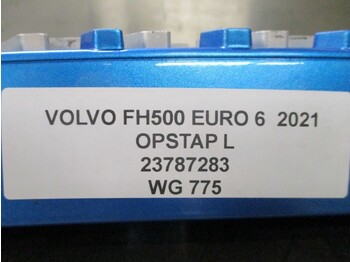 VOLVO FH500 EURO 6 2021
OPSTAP L
23787283
WG 775